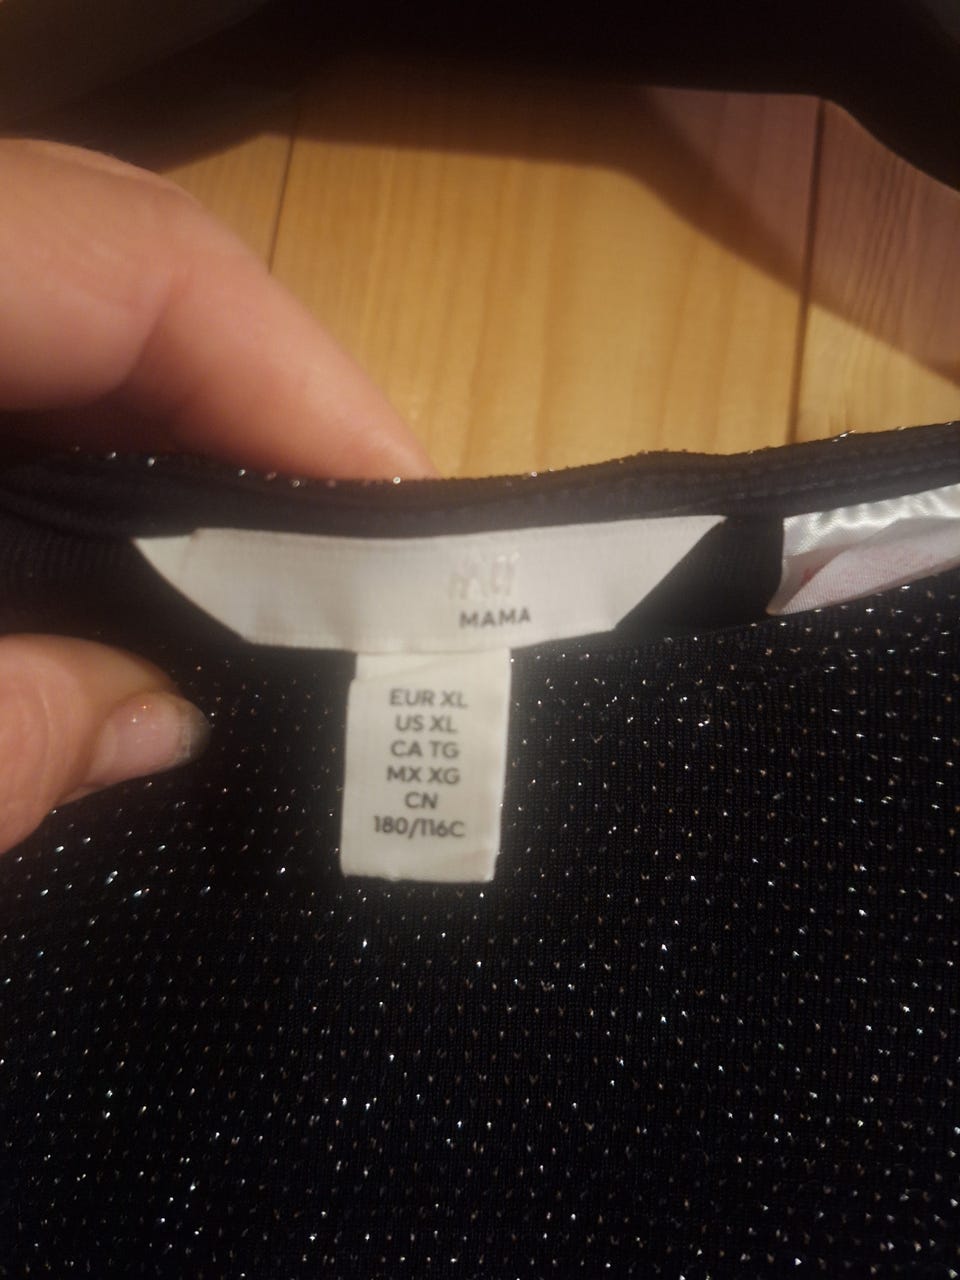 MAMA
EUR XL
US XL
CA TG
MX XG
CN
180/116C